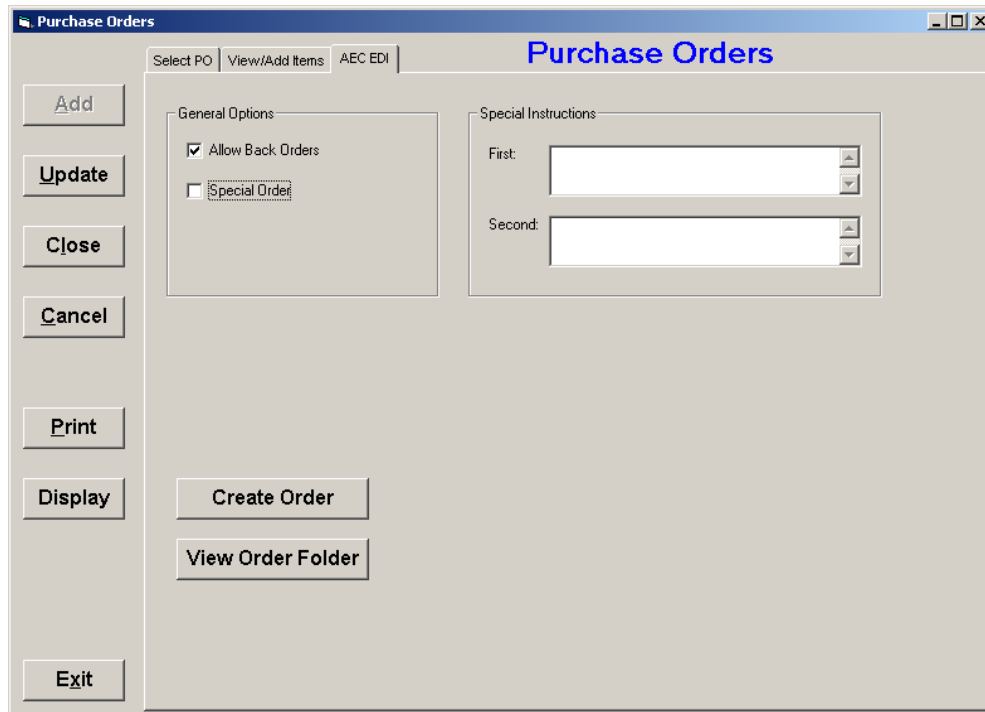 Purchase Orders
Select PO View/Add Items AEC EDI
Purchase Orders
Add
Update
Close
Cancel
Print
Display
Exit
General Options
Allow Back Orders
Special Order
Special Instructions
First:
Second:
Create Order
View Order Folder